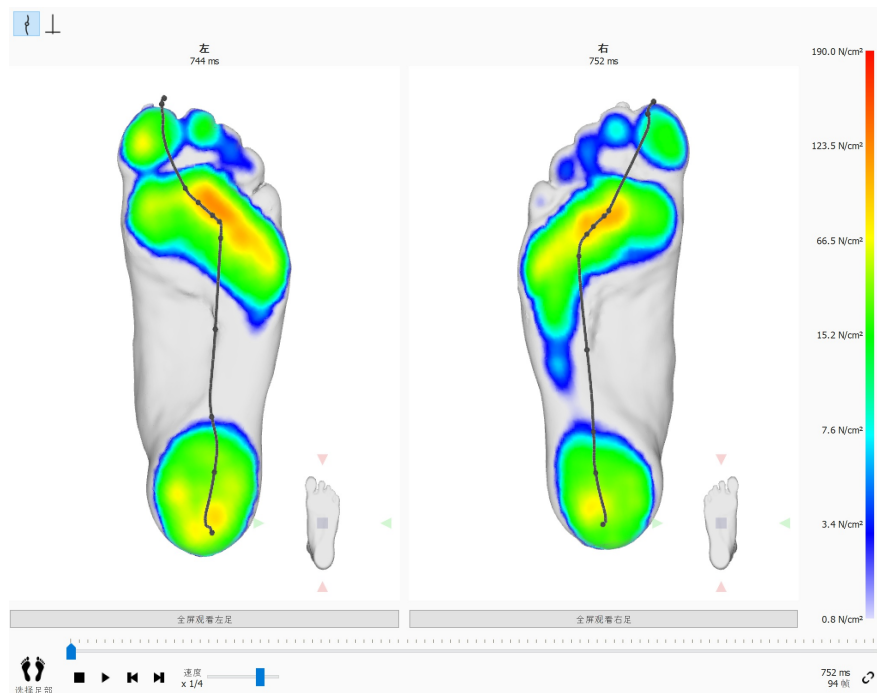 左
744 ms
右
752 ms
190.0 N/cm²
123.5 N/cm²
66.5 N/cm²
15.2 N/cm²
7.6 N/cm²
3.4 N/cm²
0.8 N/cm²
全屏观看左足
全屏观看右足
速度
x 1/4
752 ms
94 帧
选择足部